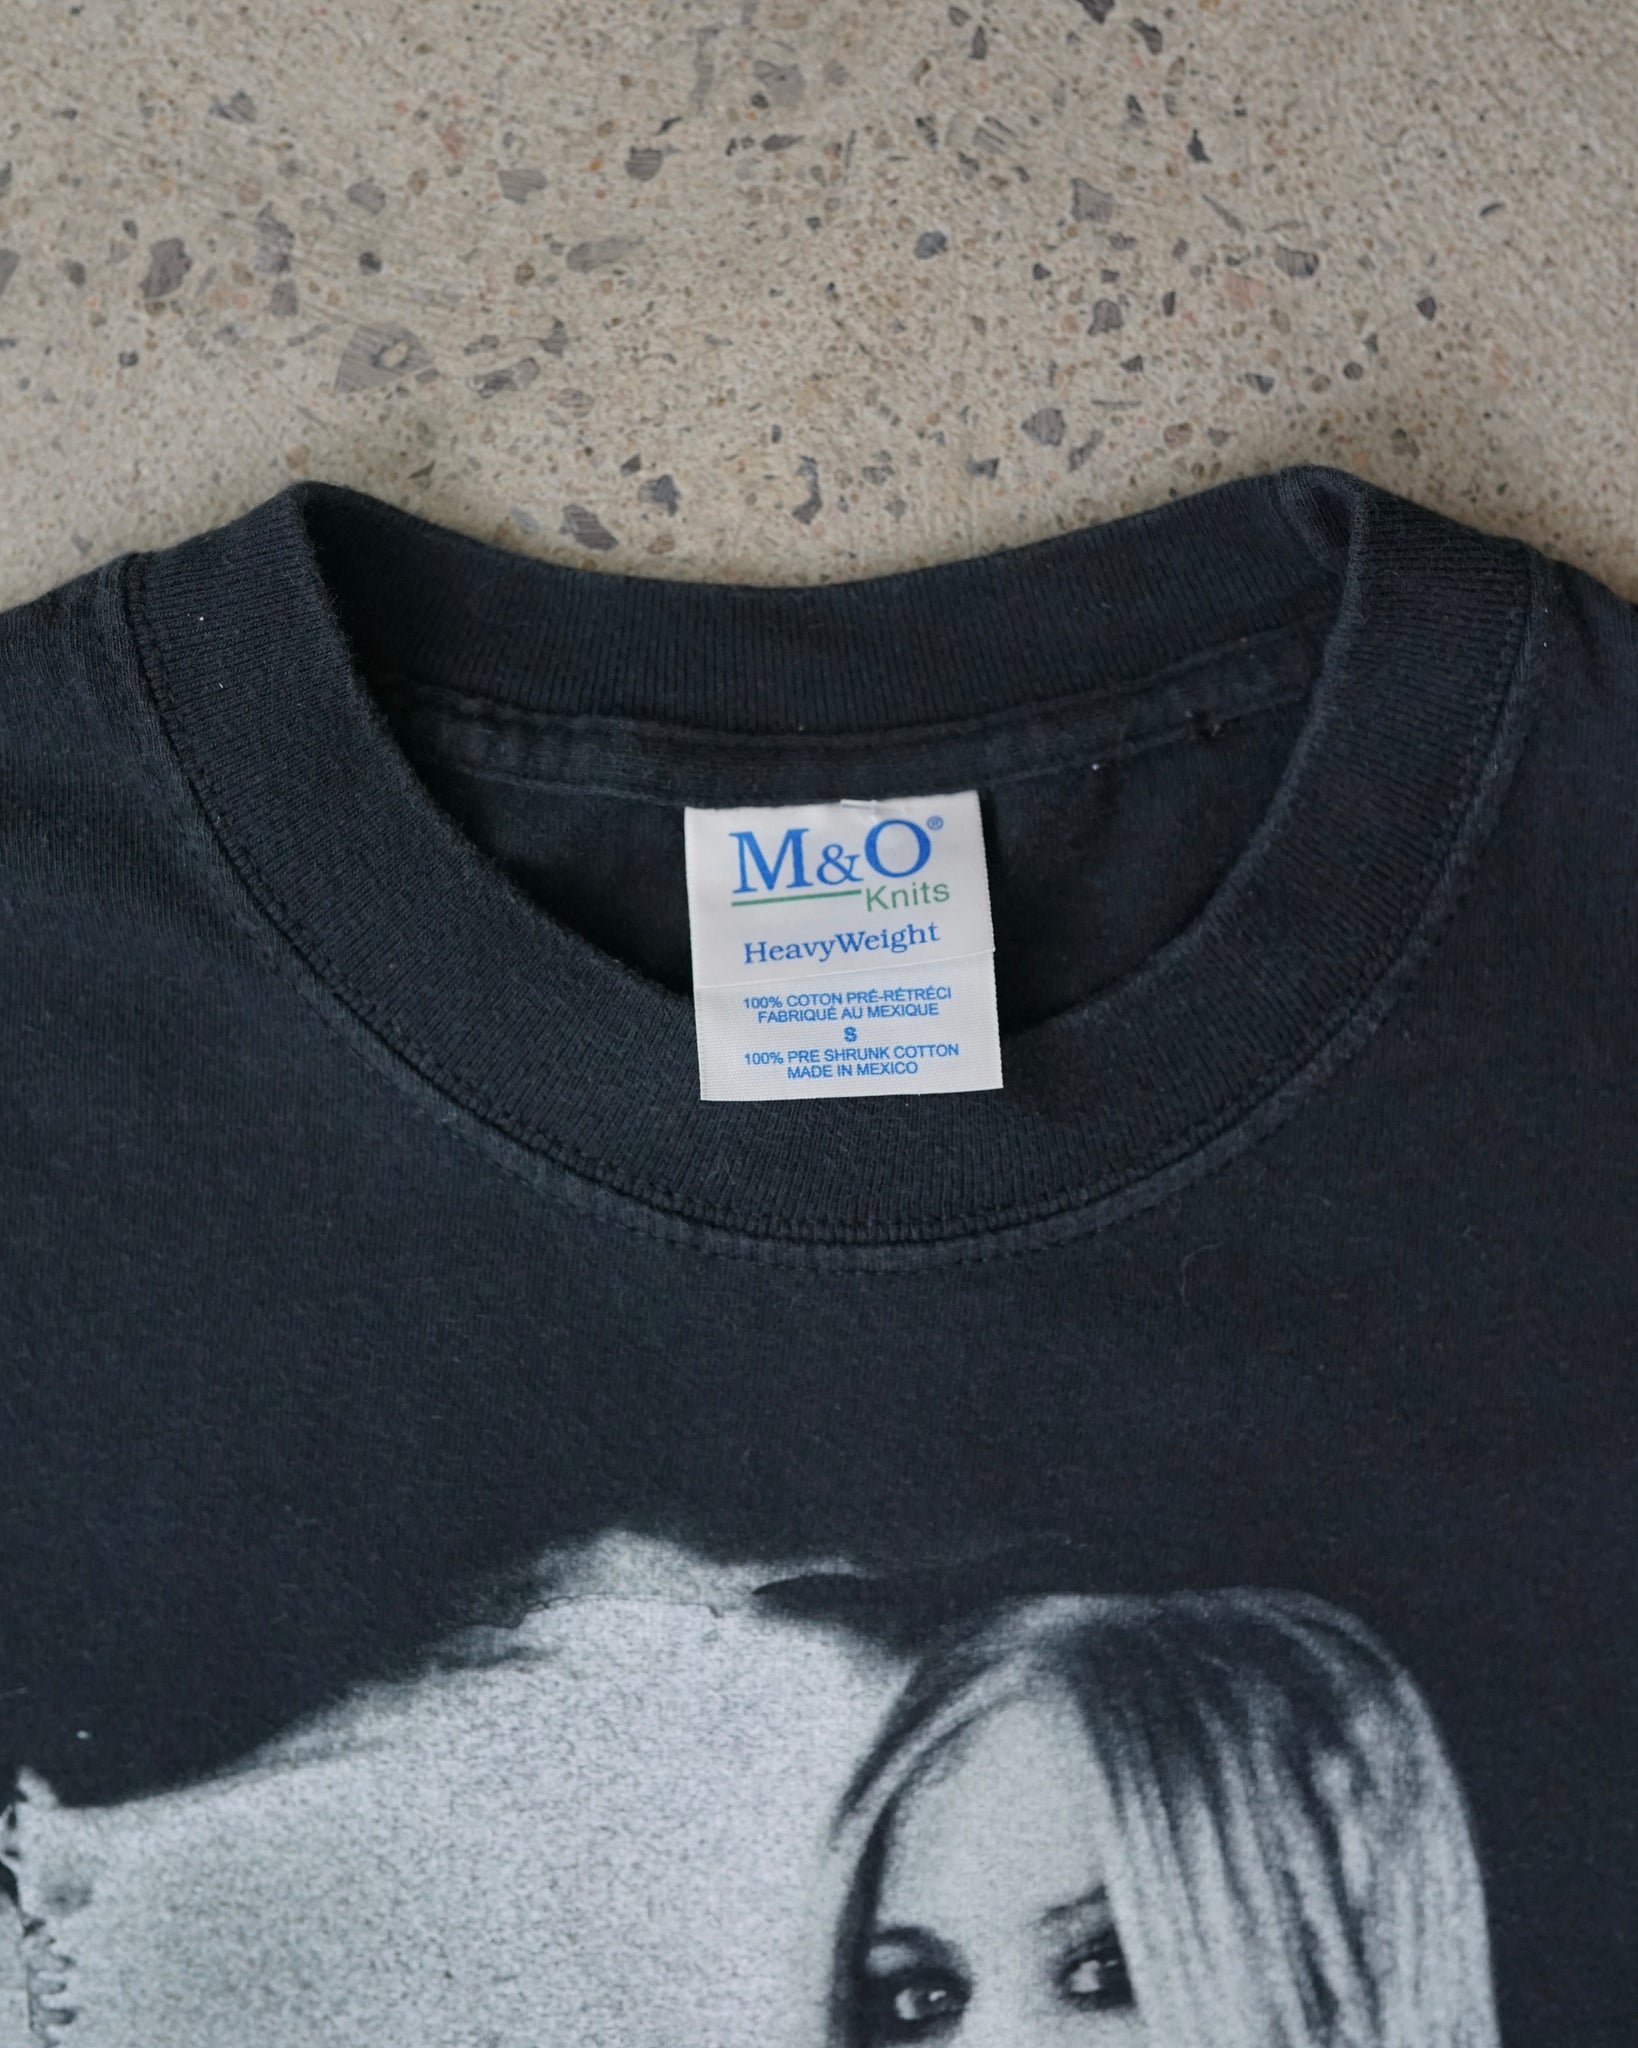 M&O®
Knits
HeavyWeight
100% COTON PRÉ-RÉTRÉCI
FABRIQUÉ AU MEXIQUE
S
100% PRE SHRUNK COTTON
MADE IN MEXICO